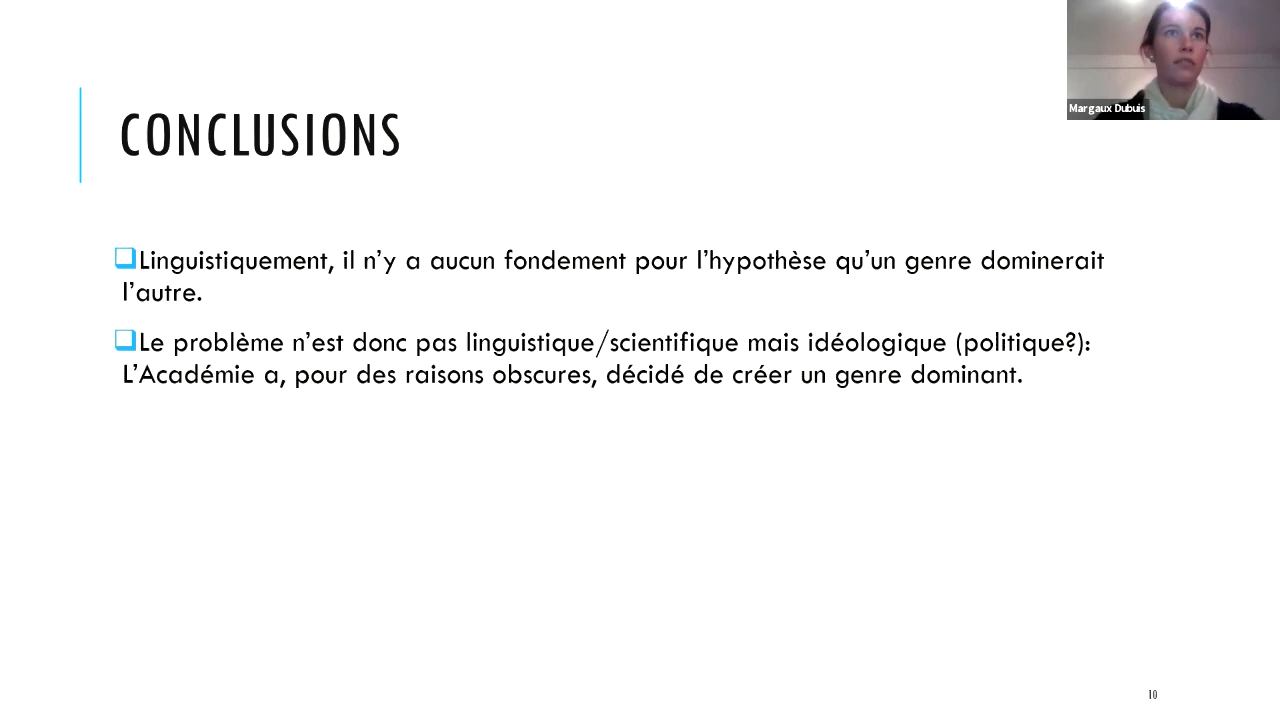 Margaux Dubuis
CONCLUSIONS
Linguistiquement, il n’y a aucun fondement pour l’hypothèse qu’un genre dominerait
l’autre.
Le problème n’est donc pas linguistique/scientifique mais idéologique (politique?):
L’Académie a, pour des raisons obscures, décidé de créer un genre dominant.
10